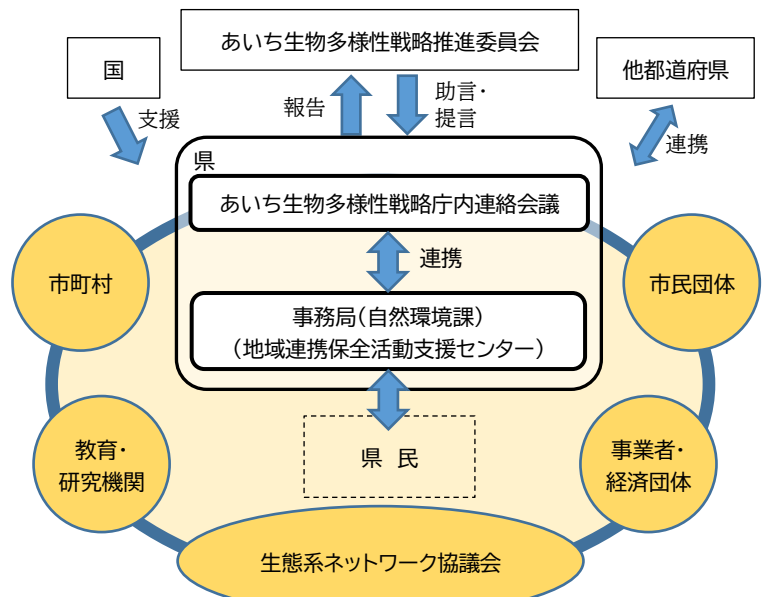 あいち生物多様性戦略推進委員会
国
他都道府県
支援
報告
助言・
提言
連携
県
あいち生物多様性戦略庁内連絡会議
連携
市町村
市民団体
事務局(自然環境課)
(地域連携保全活動支援センター)
教育・
研究機関
県 民
事業者・
経済団体
生態系ネットワーク協議会